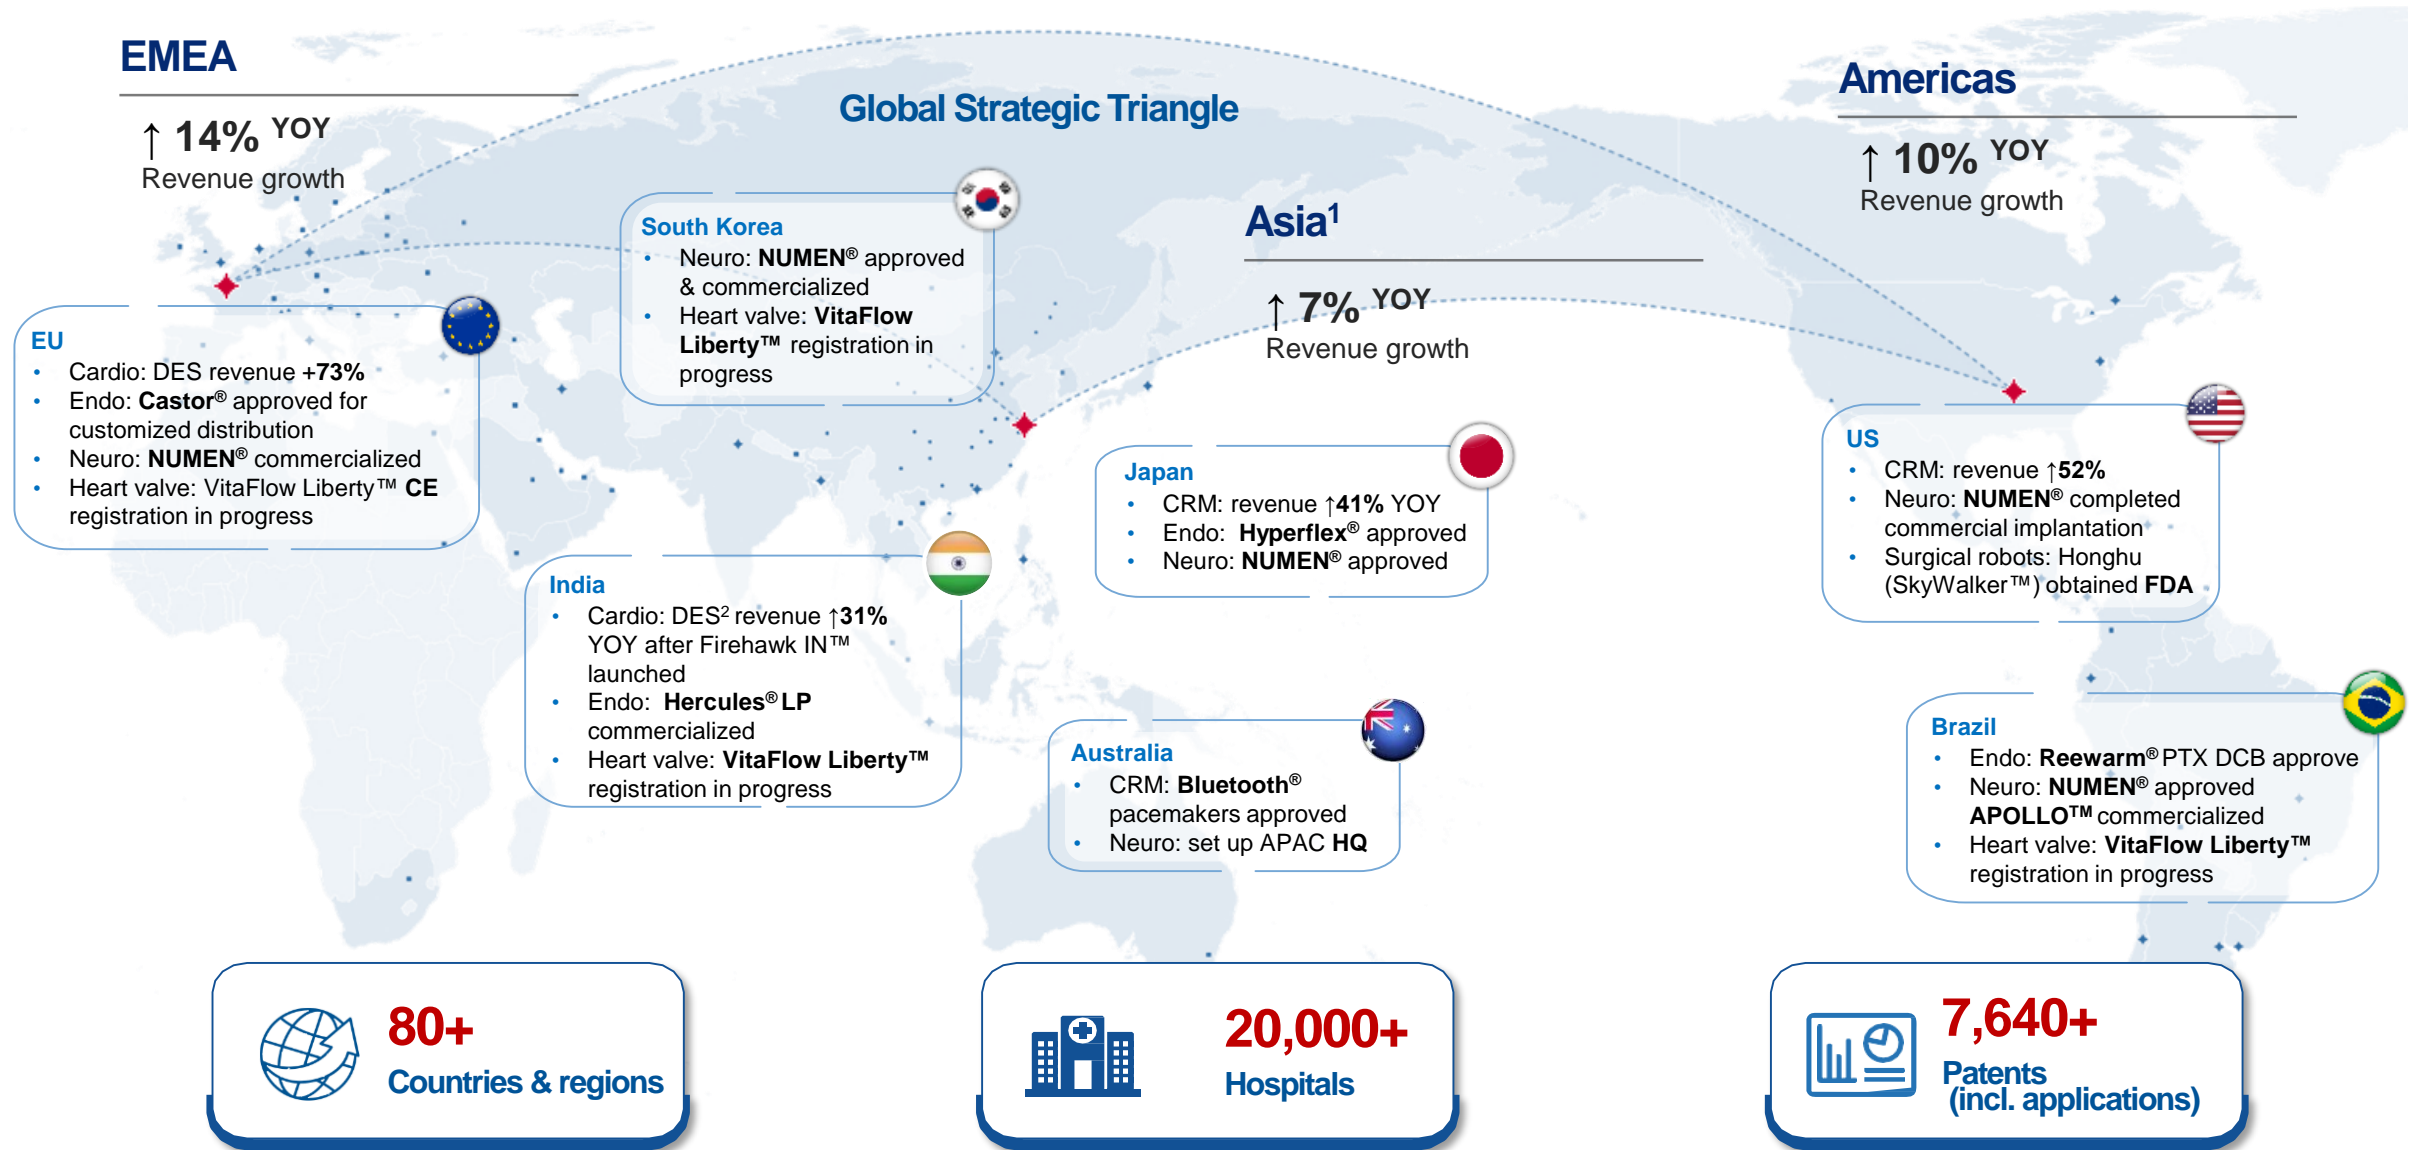 EMEA
↑ 14% YOY
Revenue growth
Global Strategic Triangle
Americas
↑ 10% YOY
Revenue growth
Asia¹
↑ 7% YOY
Revenue growth
South Korea
• Neuro: NUMEN® approved
& commercialized
• Heart valve: VitaFlow
Liberty™ registration in
progress
EU
• Cardio: DES revenue +73%
• Endo: Castor® approved for
customized distribution
• Neuro: NUMEN® commercialized
• Heart valve: VitaFlow Liberty™ CE
registration in progress
Japan
• CRM: revenue ↑41% YOY
• Endo: Hyperflex® approved
• Neuro: NUMEN® approved
US
• CRM: revenue ↑52%
• Neuro: NUMEN® completed
commercial implantation
• Surgical robots: Honghu
(SkyWalker™) obtained FDA
India
• Cardio: DES² revenue ↑31%
YOY after Firehawk IN™
launched
• Endo: Hercules® LP
commercialized
• Heart valve: VitaFlow Liberty™
registration in progress
Australia
• CRM: Bluetooth®
pacemakers approved
• Neuro: set up APAC HQ
Brazil
• Endo: Reewarm® PTX DCB approve
• Neuro: NUMEN® approved
APOLLO™ commercialized
• Heart valve: VitaFlow Liberty™
registration in progress
80+
Countries & regions
20,000+
Hospitals
7,640+
Patents
(incl. applications)